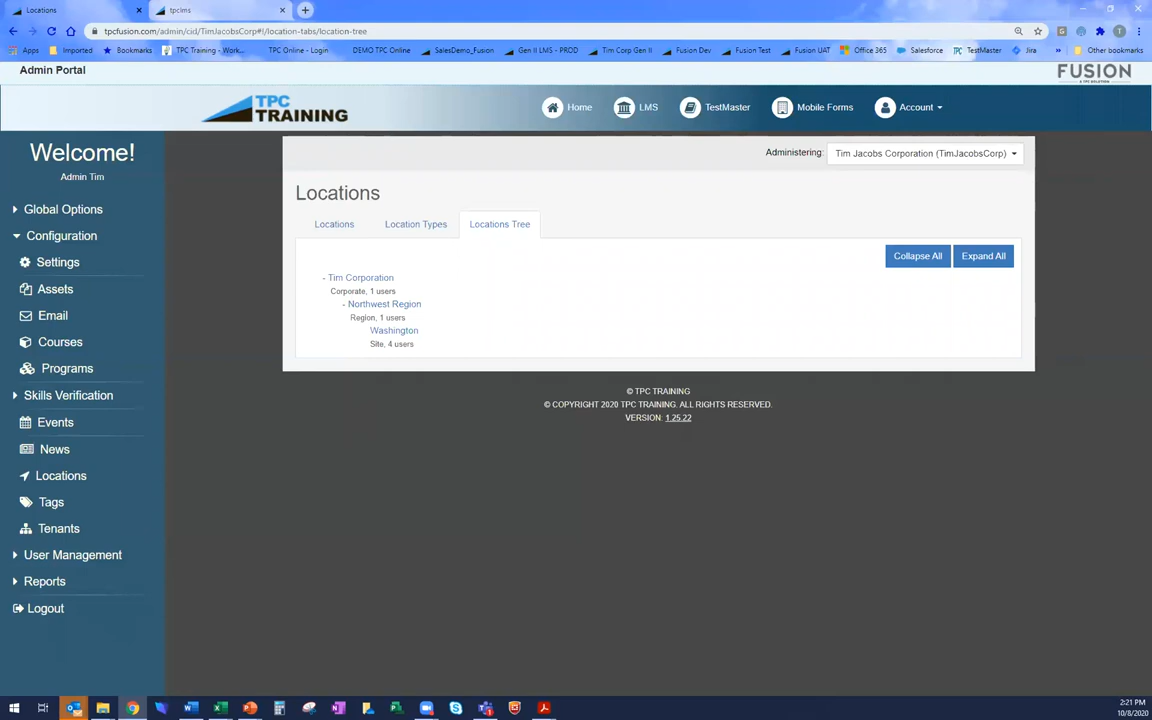 Locations
tpclms
tpcfusion.com/admin/cid/TimJacobsCorp#!/location-tabs/location-tree
Apps Imported Bookmarks TPC Training - Work... TPC Online - Login DEMO TPC Online SalesDemo_Fusion Gen II LMS - PROD Tim Corp Gen II Fusion Dev Fusion Test Fusion UAT Office 365 Salesforce TestMaster Jira » Other bookmarks
Admin Portal
FUSION
A TPC SOLUTION
TPC
TRAINING
Home LMS TestMaster Mobile Forms Account
Welcome!
Admin Tim
Global Options
Configuration
Settings
Assets
Email
Courses
Programs
Skills Verification
Events
News
Locations
Tags
Tenants
User Management
Reports
Logout
Administering: Tim Jacobs Corporation (TimJacobsCorp)
Locations
Locations Location Types Locations Tree
Collapse All Expand All
- Tim Corporation
Corporate, 1 users
- Northwest Region
Region, 1 users
Washington
Site, 4 users
© TPC TRAINING
© COPYRIGHT 2020 TPC TRAINING. ALL RIGHTS RESERVED.
VERSION: 1.25.22
2:21 PM
10/8/2020